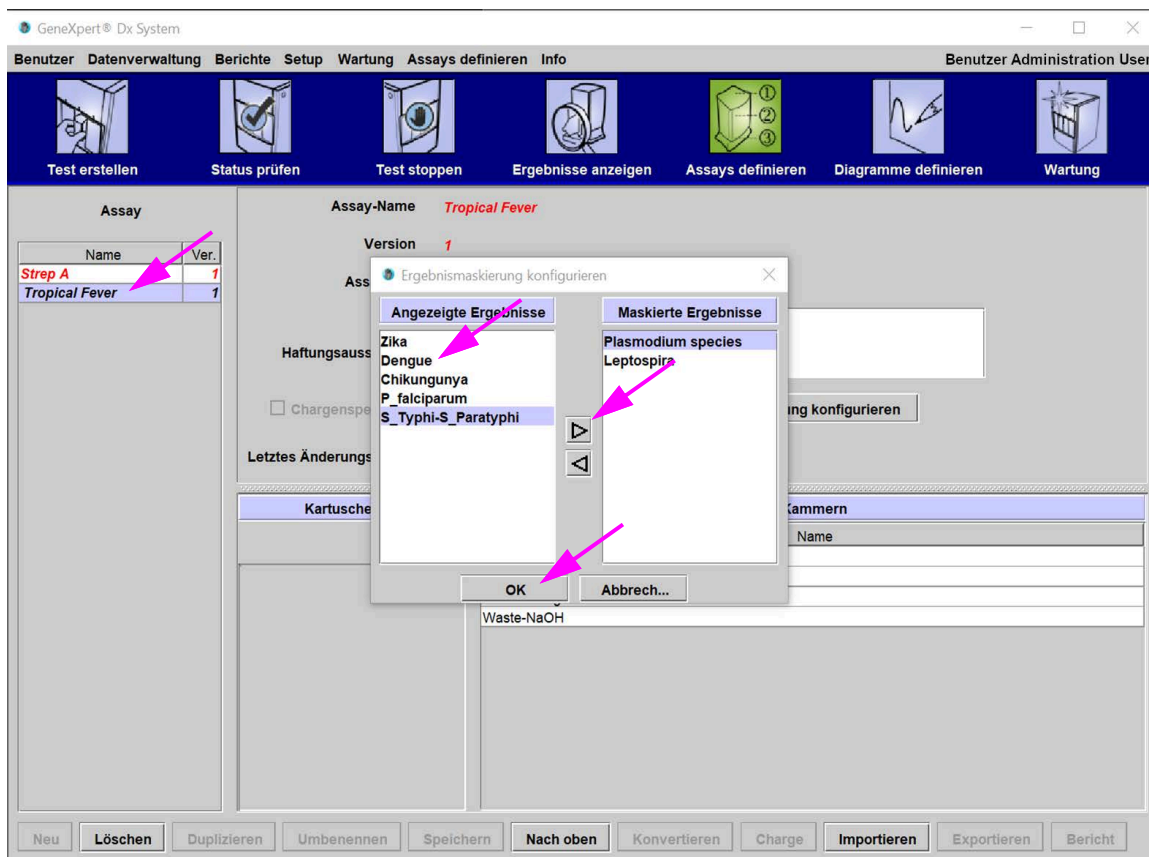 GeneXpert® Dx System
Benutzer Datenverwaltung Berichte Setup Wartung Assays definieren Info Benutzer Administration User
① ② ③
Test erstellen Status prüfen Test stoppen Ergebnisse anzeigen Assays definieren Diagramme definieren Wartung
Assay
Name Ver.
Strep A 1
Tropical Fever 1
Assay-Name Tropical Fever
Version 1
Ass
Haftungsauss
Chargenspe
ng konfigurieren
Letztes Änderungs
Ergebnismaskierung konfigurieren
Angezeigte Ergebnisse Maskierte Ergebnisse
Zika
Dengue
Chikungunya
P_falciparum
S_Typhi-S_Paratyphi
Plasmodium species
Leptospira
OK Abbrech...
Kartusche
Kammern
Name
Waste-NaOH
Neu Löschen Duplizieren Umbenennen Speichern Nach oben Konvertieren Charge Importieren Exportieren Bericht